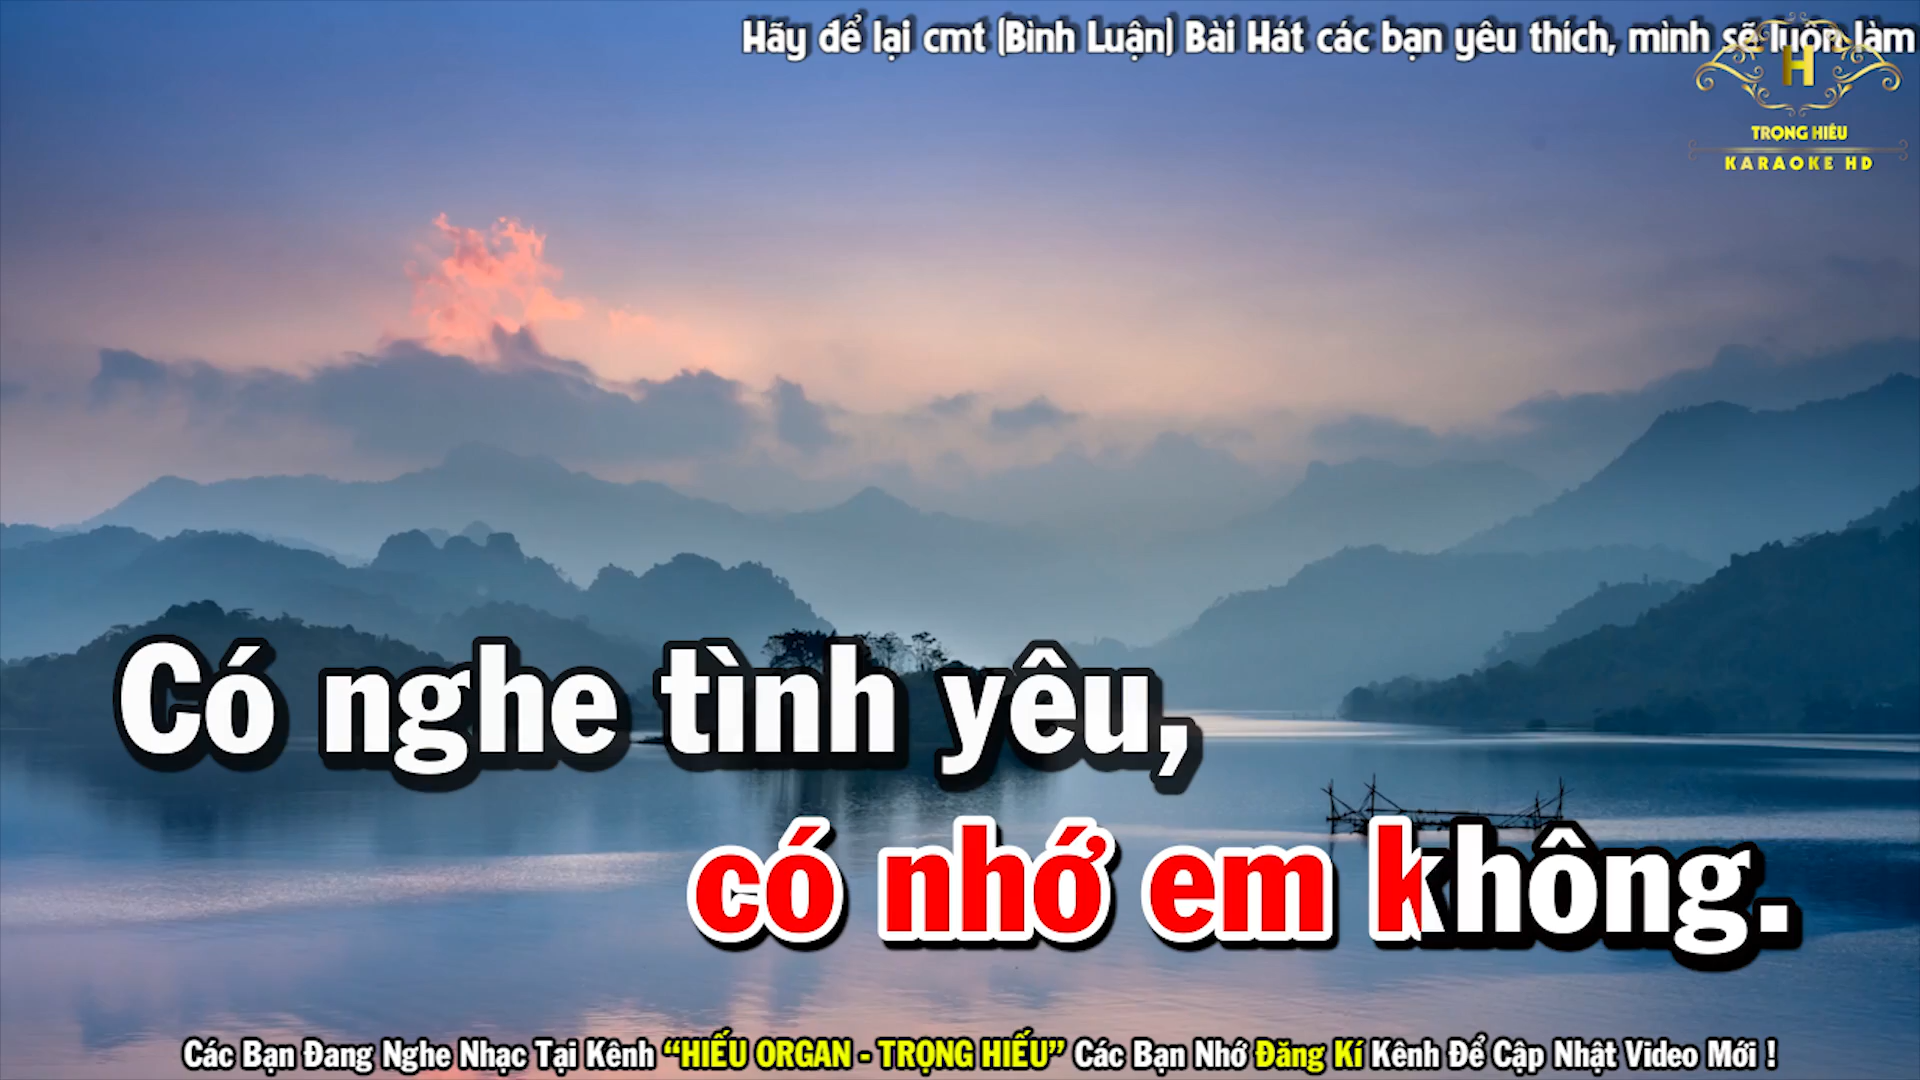 Hãy để lại cmt (Bình Luận) Bài Hát các bạn yêu thích, mình sẽ luôn làm
H
TRỌNG HIẾU
KARAOKE HD
Có nghe tình yêu,
có nhớ em không.
Các Bạn Đang Nghe Nhạc Tại Kênh “HIẾU ORGAN - TRỌNG HIẾU” Các Bạn Nhớ Đăng Kí Kênh Để Cập Nhật Video Mới !